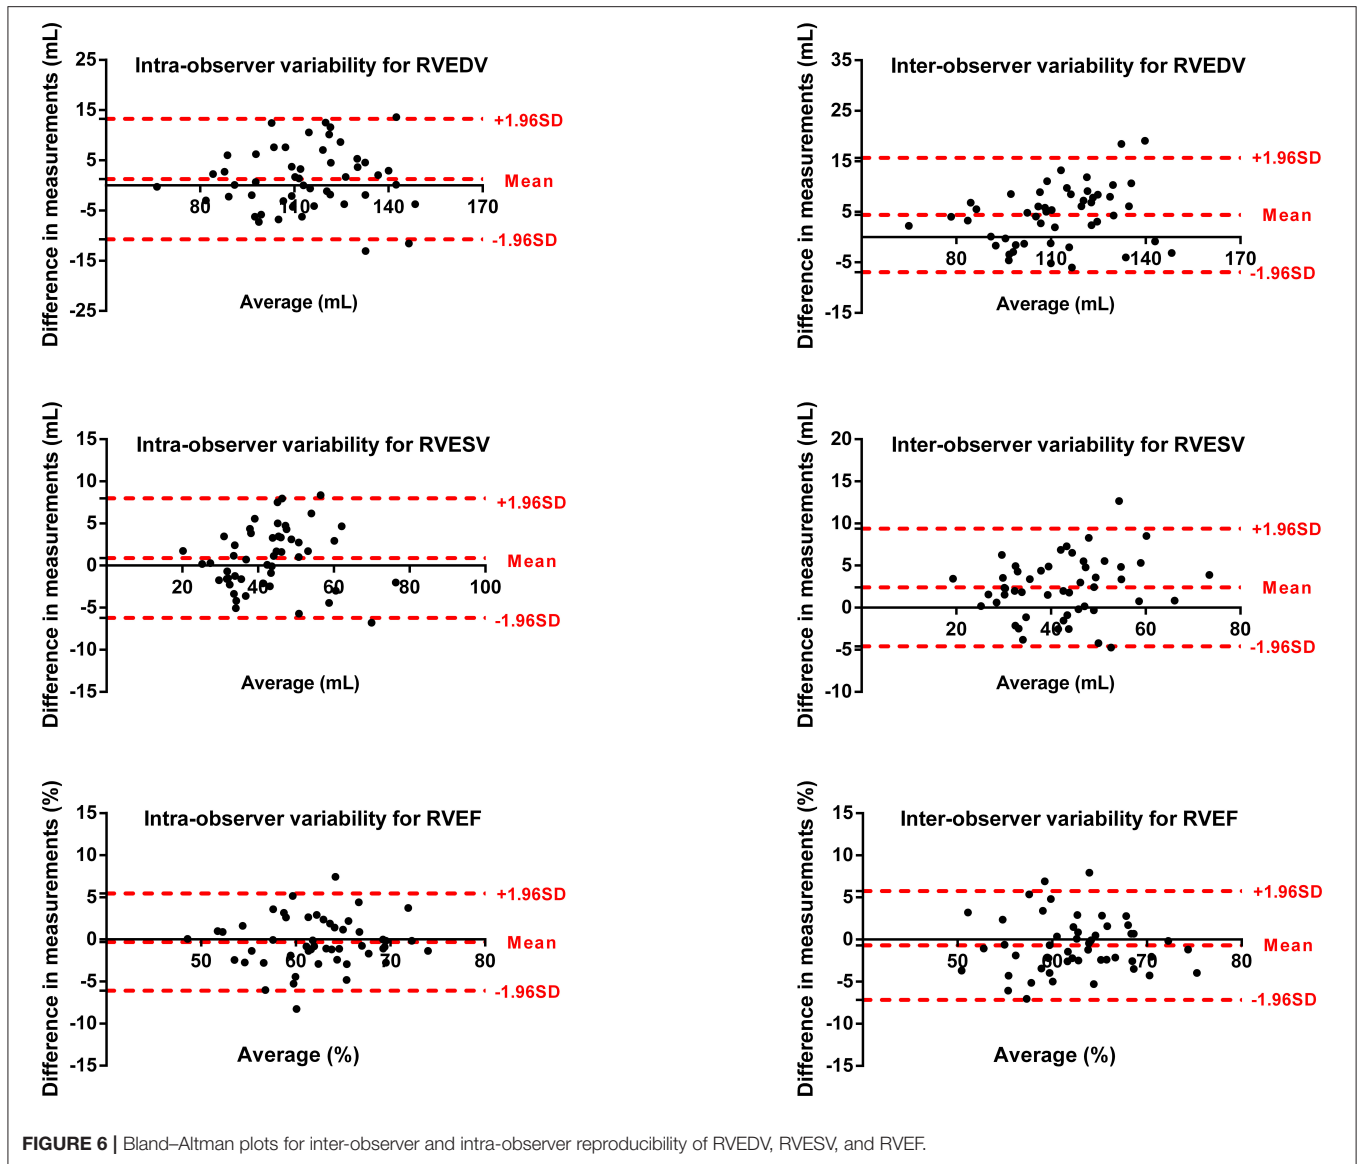 Intra-observer variability for RVEDV
Difference in measurements (mL)
25
15
5
-5
-15
-25
80
110
140
170
+1.96SD
Mean
-1.96SD
Average (mL)
Inter-observer variability for RVEDV
Difference in measurements (mL)
35
25
15
5
-5
-15
80
110
140
170
+1.96SD
Mean
-1.96SD
Average (mL)
Intra-observer variability for RVESV
Difference in measurements (mL)
15
10
5
0
-5
-10
-15
20
40
60
80
100
+1.96SD
Mean
-1.96SD
Average (mL)
Inter-observer variability for RVESV
Difference in measurements (mL)
20
15
10
5
0
-5
-10
20
40
60
80
+1.96SD
Mean
-1.96SD
Average (mL)
Intra-observer variability for RVEF
Difference in measurements (%)
15
10
5
0
-5
-10
-15
50
60
70
80
+1.96SD
Mean
-1.96SD
Average (%)
Inter-observer variability for RVEF
Difference in measurements (%)
15
10
5
0
-5
-10
-15
50
60
70
80
+1.96SD
Mean
-1.96SD
Average (%)
FIGURE 6 | Bland–Altman plots for inter-observer and intra-observer reproducibility of RVEDV, RVESV, and RVEF.